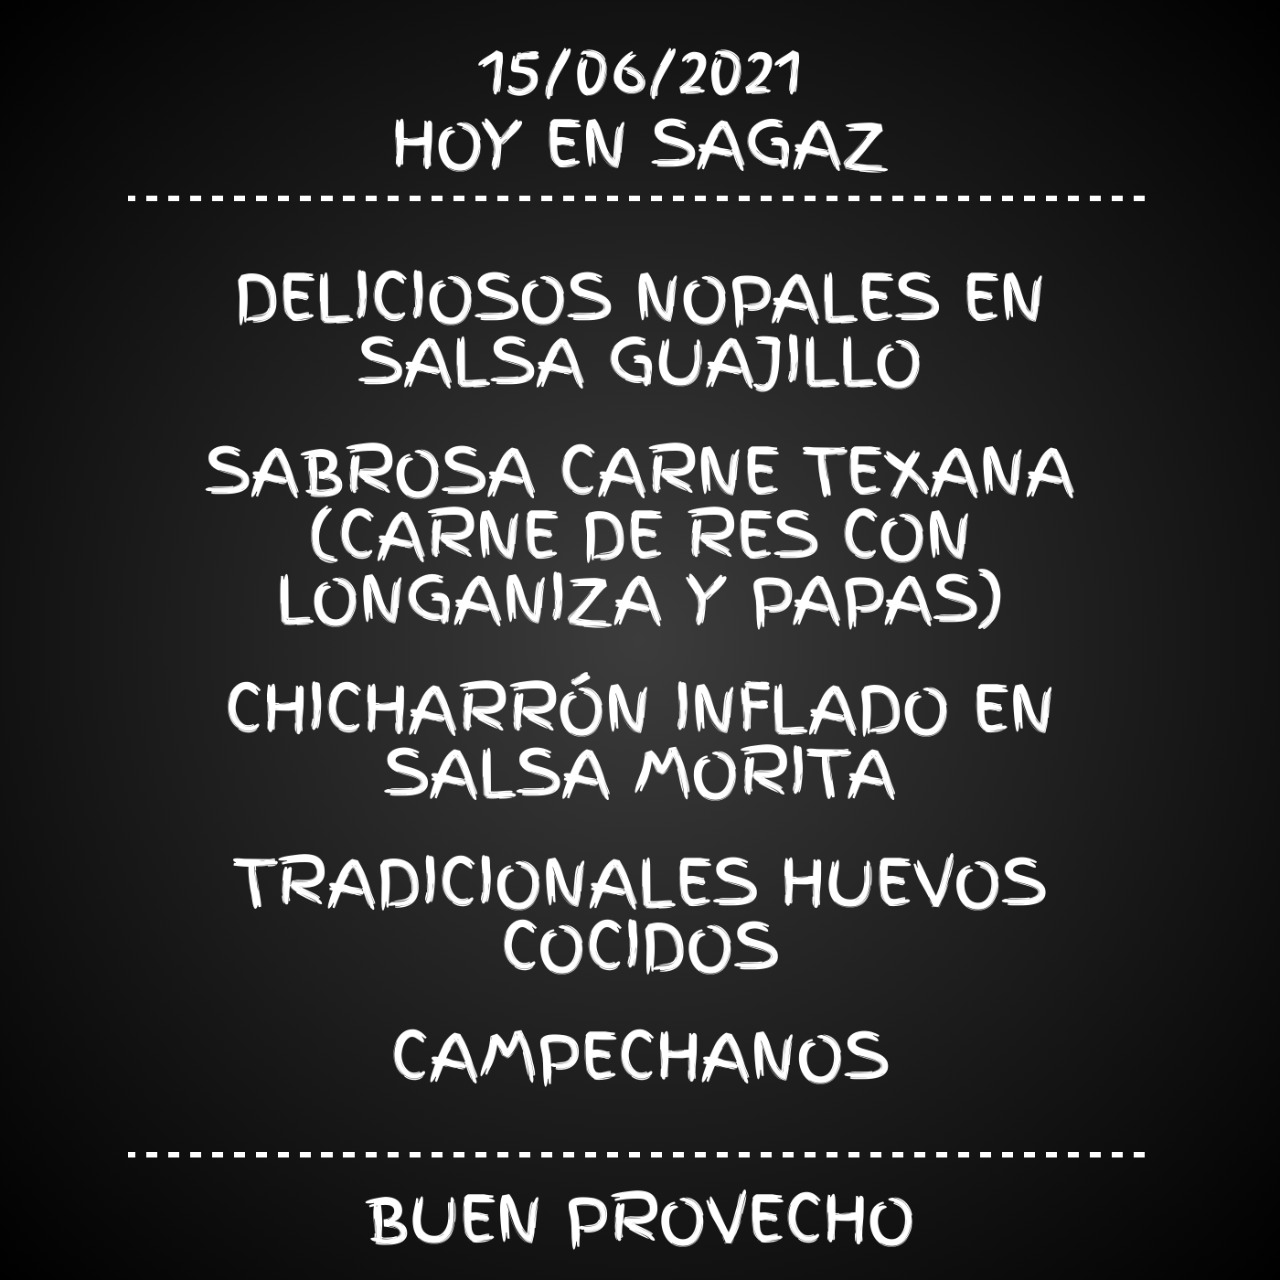 15/06/2021
HOY EN SAGAZ
DELICIOSOS NOPALES EN
SALSA GUAJILLO
SABROSA CARNE TEXANA
(CARNE DE RES CON
LONGANIZA Y PAPAS)
CHICHARRÓN INFLADO EN
SALSA MORITA
TRADICIONALES HUEVOS
COCIDOS
CAMPECHANOS
BUEN PROVECHO